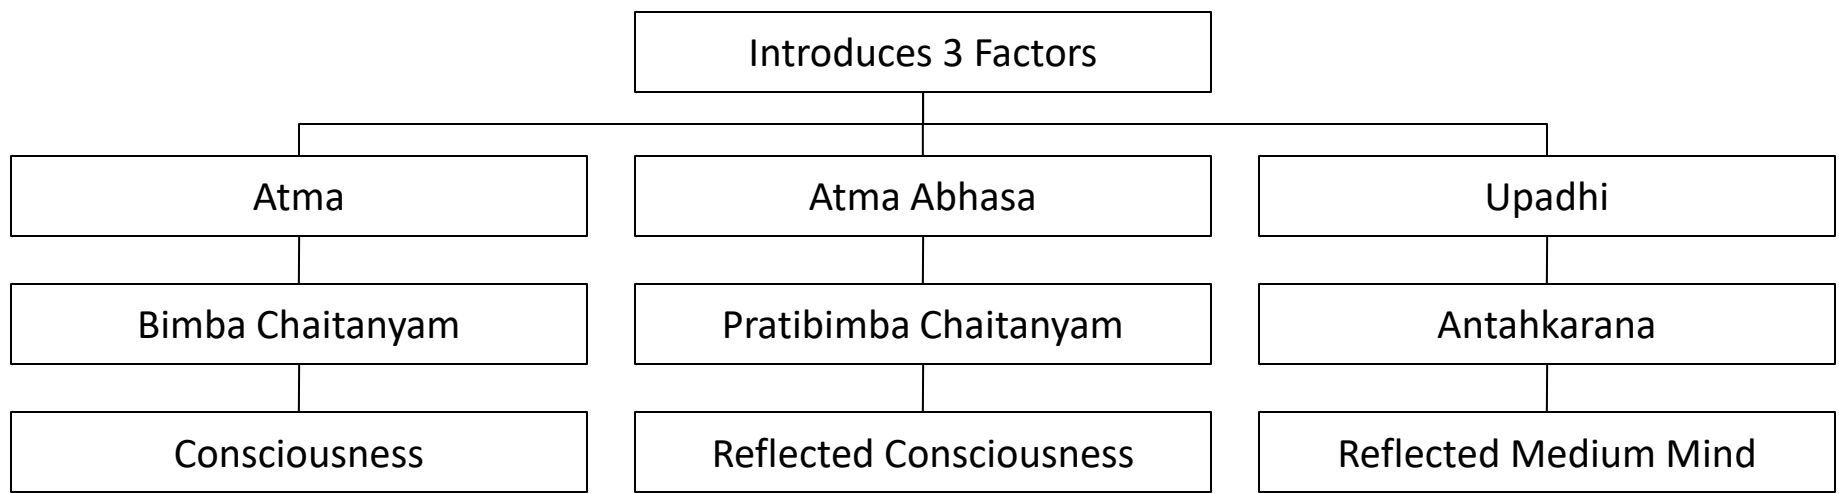 Introduces 3 Factors
Atma
Atma Abhasa
Upadhi
Bimba Chaitanyam
Pratibimba Chaitanyam
Antahkarana
Consciousness
Reflected Consciousness
Reflected Medium Mind